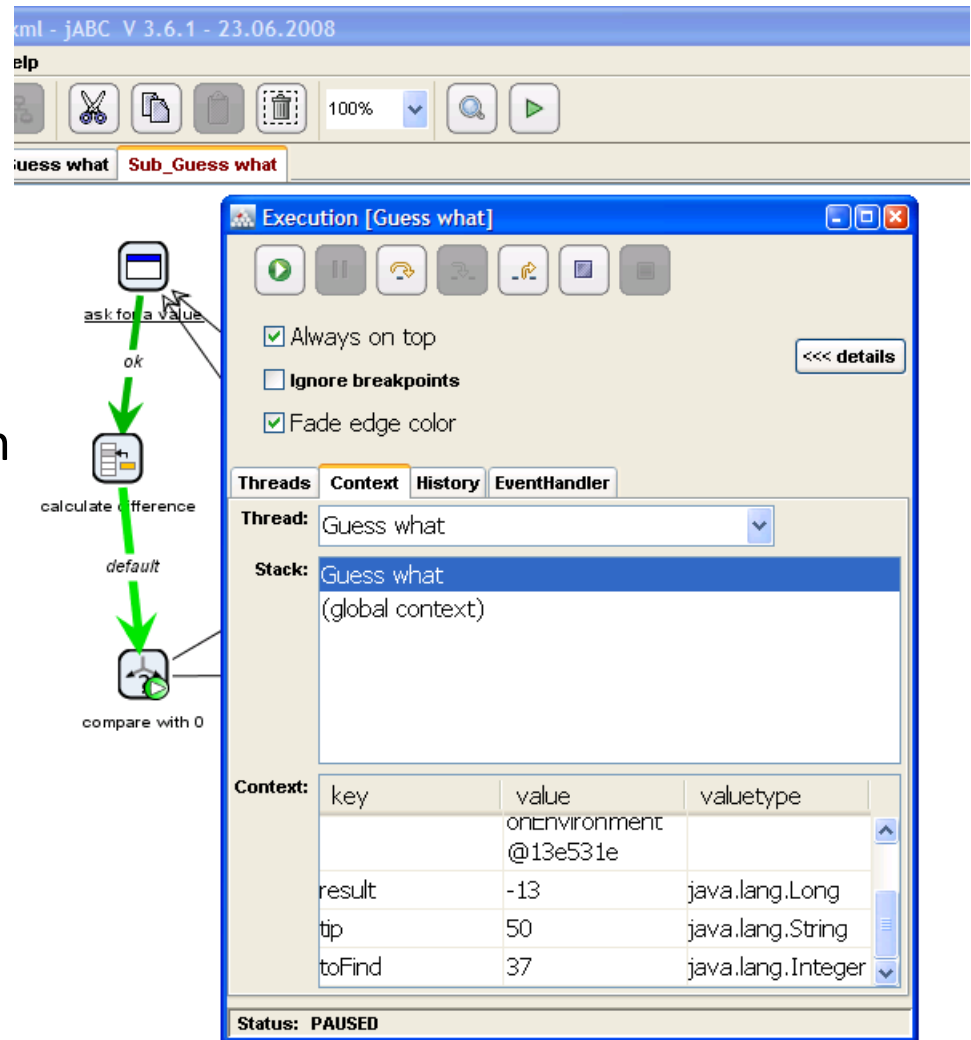 xml - jABC V 3.6.1 - 23.06.2008
elp
100%
uess what Sub_Guess what
Execution [Guess what]
ask for a value
ok
calculate difference
default
compare with 0
n
Always on top
<<< details
Ignore breakpoints
Fade edge color
Threads Context History EventHandler
Thread: Guess what
Stack: Guess what
(global context)
Context: key value valuetype
onEnvironment
@13e531e
result -13 java.lang.Long
tip 50 java.lang.String
toFind 37 java.lang.Integer
Status: PAUSED